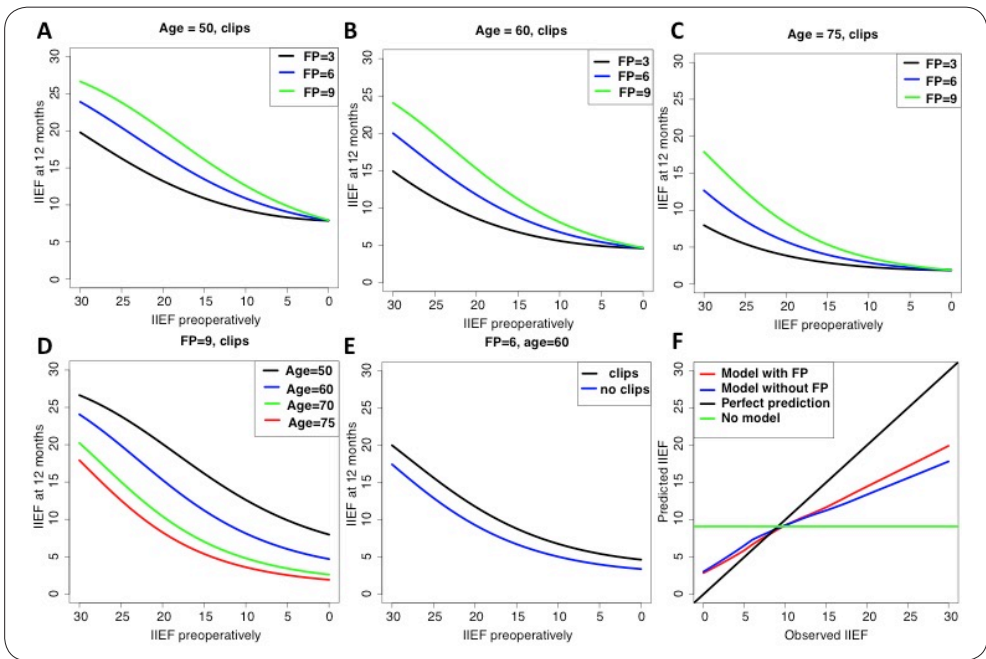 A
Age = 50, clips
IIEF at 12 months
0 5 10 15 20 25 30
FP=3
FP=6
FP=9
30 25 20 15 10 5 0
IIEF preoperatively
B
Age = 60, clips
IIEF at 12 months
0 5 10 15 20 25 30
FP=3
FP=6
FP=9
30 25 20 15 10 5 0
IIEF preoperatively
C
Age = 75, clips
IIEF at 12 months
0 5 10 15 20 25 30
FP=3
FP=6
FP=9
30 25 20 15 10 5 0
IIEF preoperatively
D
FP=9, clips
IIEF at 12 months
0 5 10 15 20 25 30
Age=50
Age=60
Age=70
Age=75
30 25 20 15 10 5 0
IIEF preoperatively
E
FP=6, age=60
IIEF at 12 months
0 5 10 15 20 25 30
clips
no clips
30 25 20 15 10 5 0
IIEF preoperatively
F
Predicted IIEF
0 5 10 15 20 25 30
Model with FP
Model without FP
Perfect prediction
No model
0 5 10 15 20 25 30
Observed IIEF